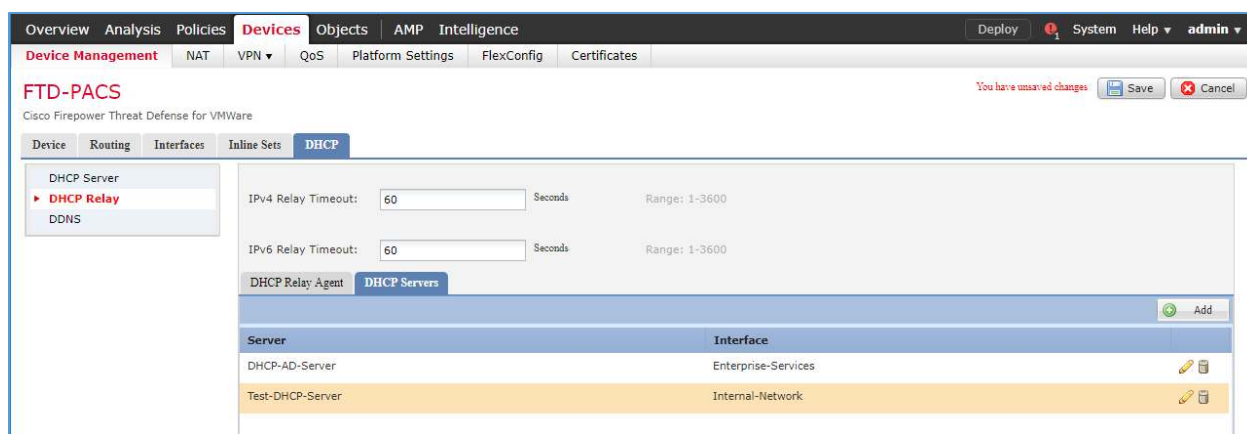 Overview Analysis Policies Devices Objects AMP Intelligence Deploy 1 System Help admin
Device Management NAT VPN QoS Platform Settings FlexConfig Certificates
FTD-PACS
You have unsaved changes Save Cancel
Cisco Firepower Threat Defense for VMWare
Device Routing Interfaces Inline Sets DHCP
DHCP Server
DHCP Relay
DDNS
IPv4 Relay Timeout: 60 Seconds Range: 1-3600
IPv6 Relay Timeout: 60 Seconds Range: 1-3600
DHCP Relay Agent DHCP Servers
Add
Server Interface
DHCP-AD-Server Enterprise-Services
Test-DHCP-Server Internal-Network